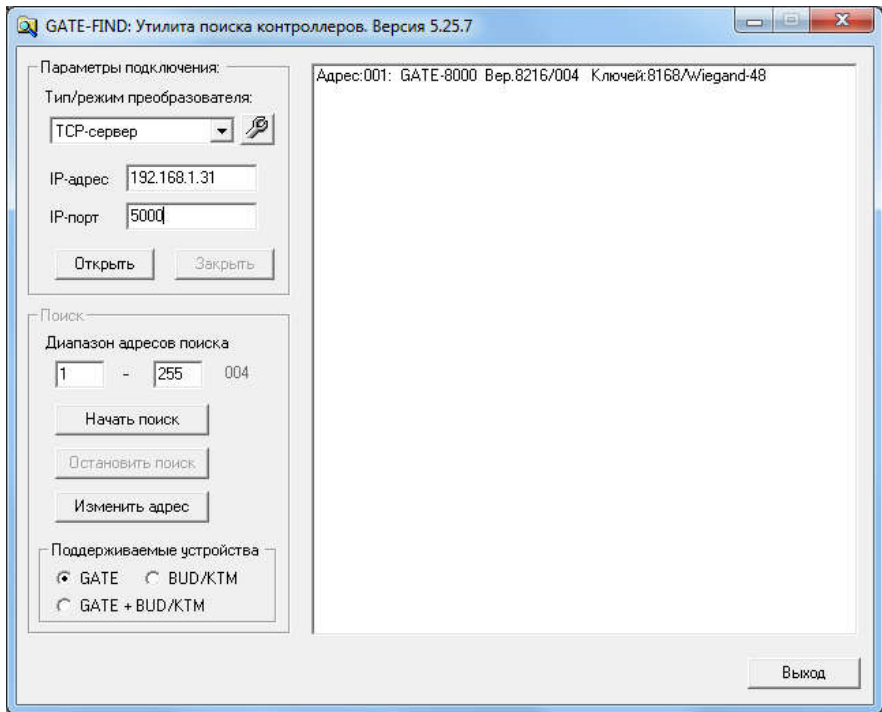 GATE-FIND: Утилита поиска контроллеров. Версия 5.25.7
Параметры подключения:
Тип/режим преобразователя:
TCP-сервер
IP-адрес 192.168.1.31
IP-порт 5000
Открыть Закрыть
Поиск
Диапазон адресов поиска
1 - 255 004
Начать поиск
Остановить поиск
Изменить адрес
Поддерживаемые устройства
GATE BUD/KTM
GATE + BUD/KTM
Адрес:001: GATE-8000 Вер.8216/004 Ключей:8168/Wiegand-48
Выход